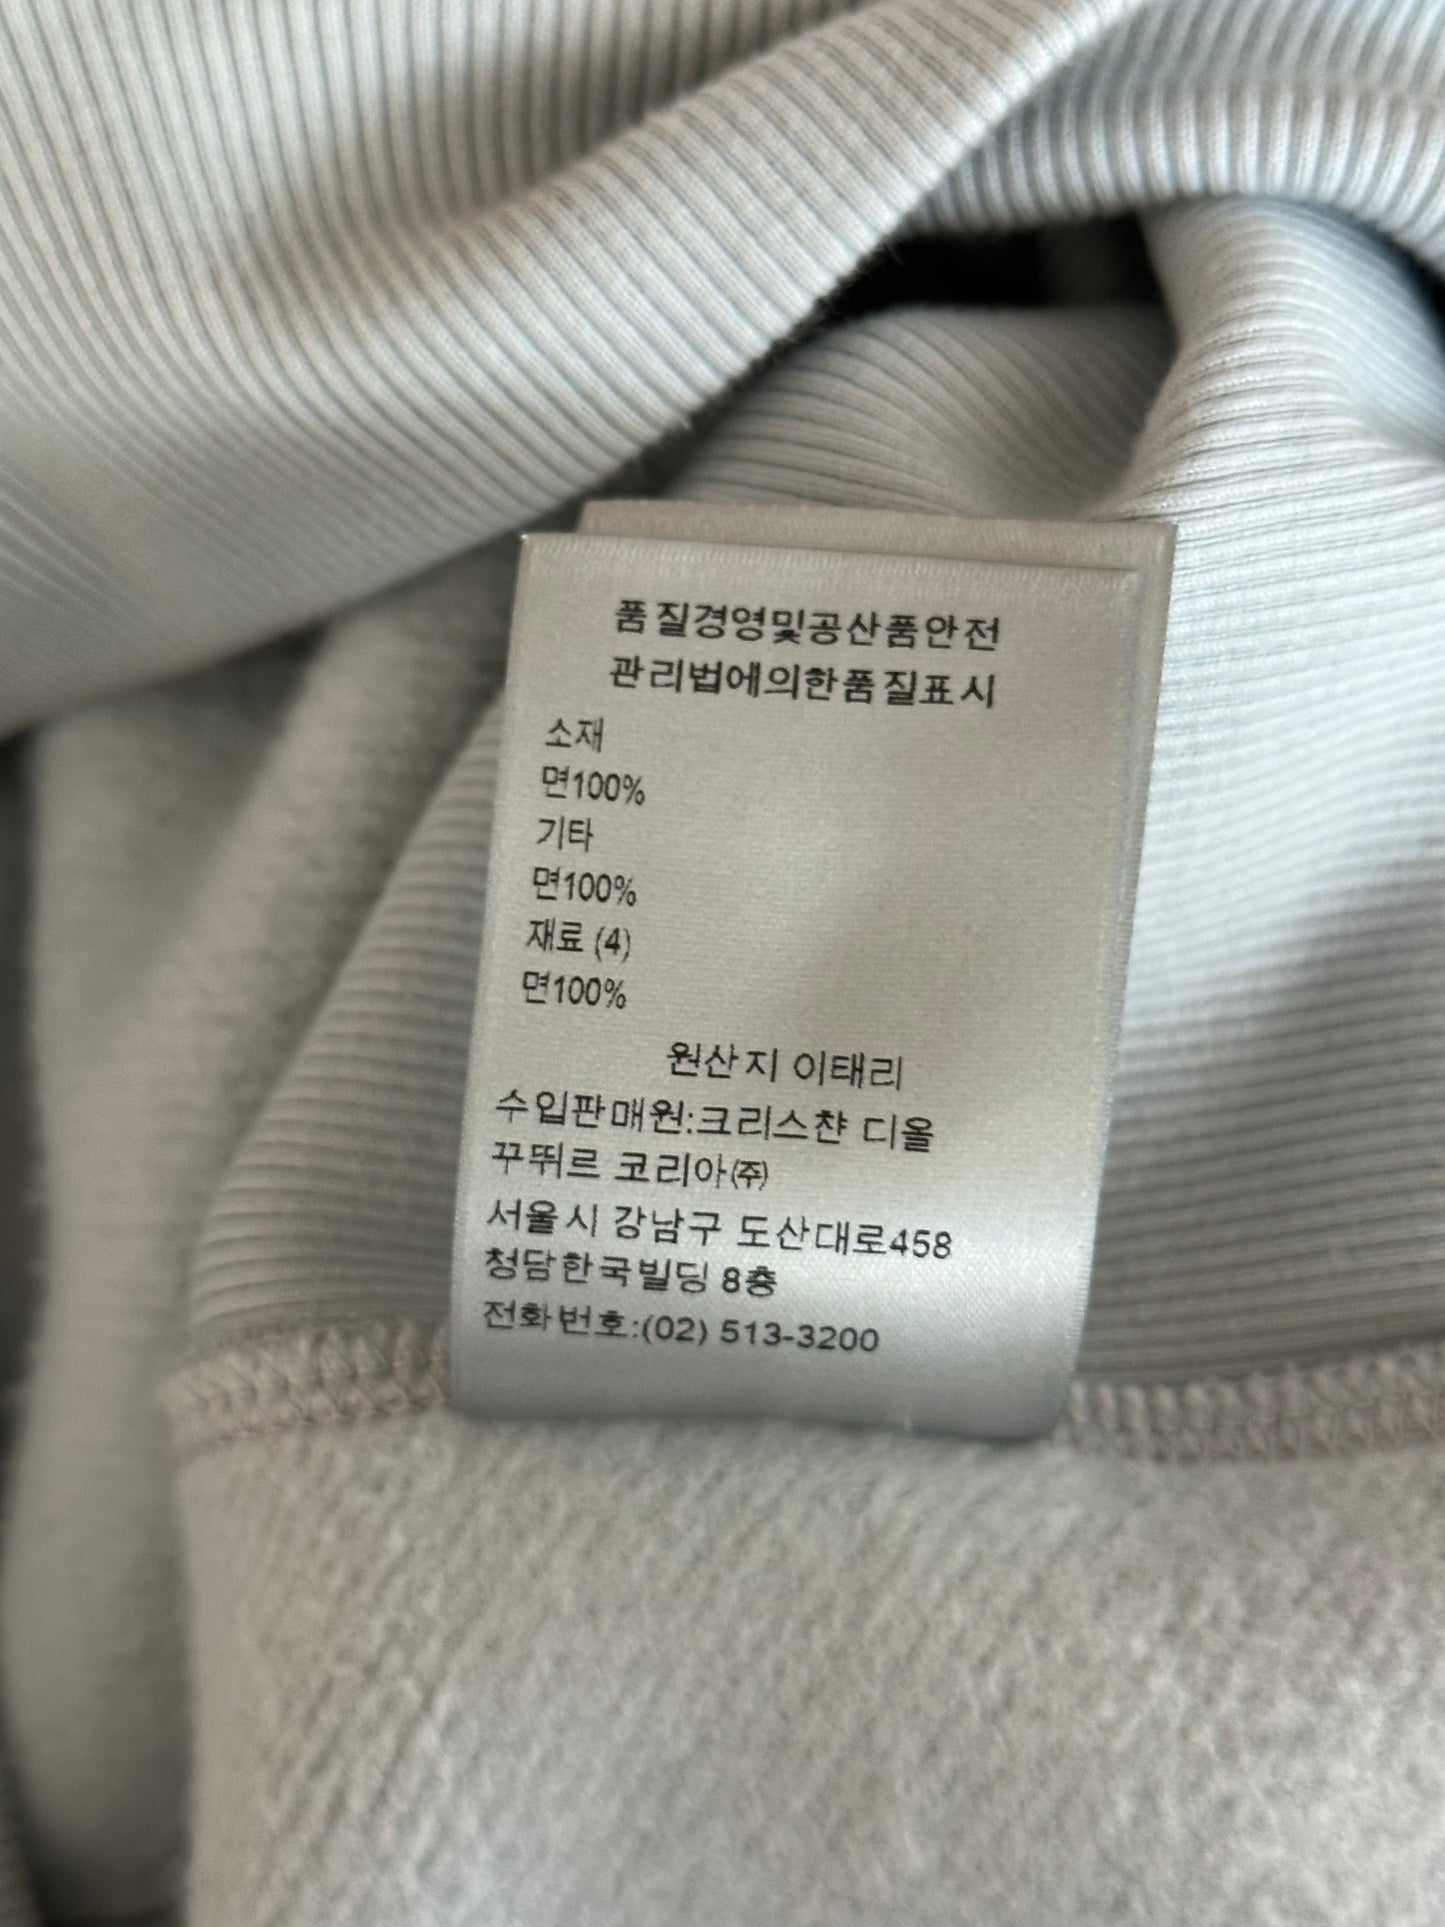 품질경영및공산품안전
관리법에의한품질표시
소재
면100%
기타
면100%
재료 (4)
면100%
원산지 이태리
수입판매원:크리스챤 디올
꾸뛰르 코리아㈜
서울시 강남구 도산대로458
청담한국빌딩 8층
전화번호:(02) 513-3200